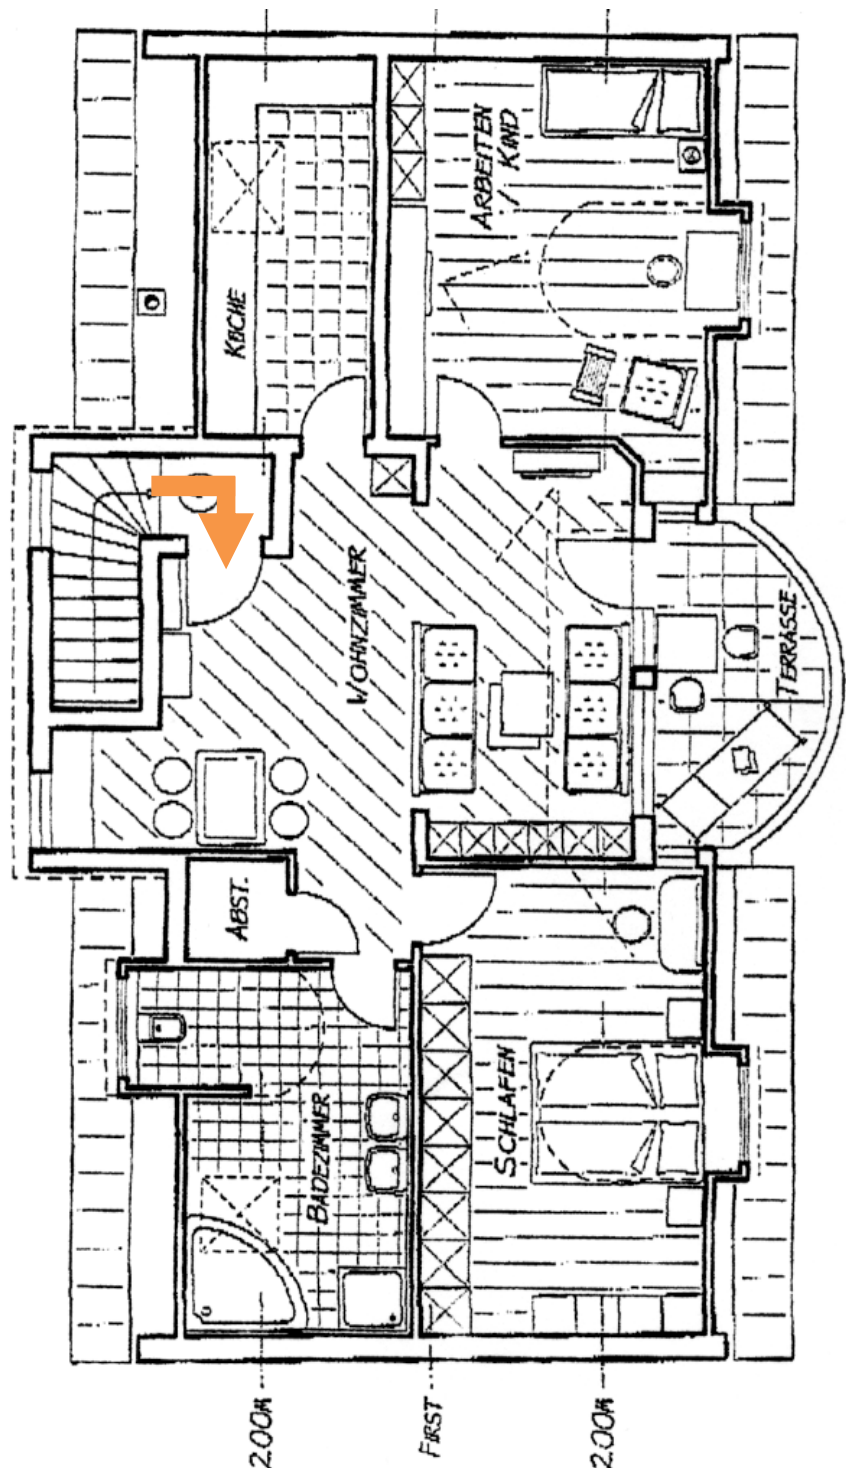 ARBEITEN
/ KIND
KÜCHE
WOHNZIMMER
TERRASSE
ABST.
SCHLAFEN
BADEZIMMER
2.00M
FIRST
2.00M